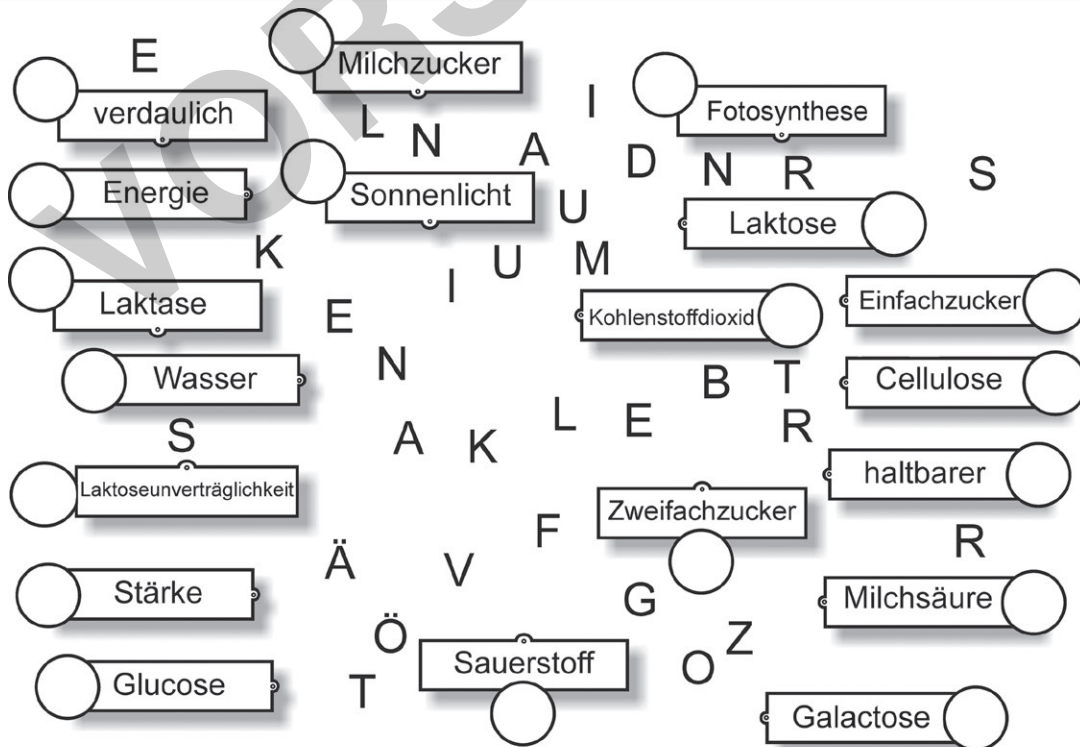 E
Milchzucker
verdaulich
I
Fotosynthese
L
N
A
D
N
R
S
Energie
Sonnenlicht
U
Laktose
K
I
U
M
Laktase
E
Kohlenstoffdioxid
Einfachzucker
Wasser
N
B
T
Cellulose
S
A
K
L
E
R
haltbarer
Laktoseunverträglichkeit
Zweifachzucker
F
R
Ä
V
Stärke
G
Milchsäure
Ö
Z
Sauerstoff
O
Glucose
T
Galactose